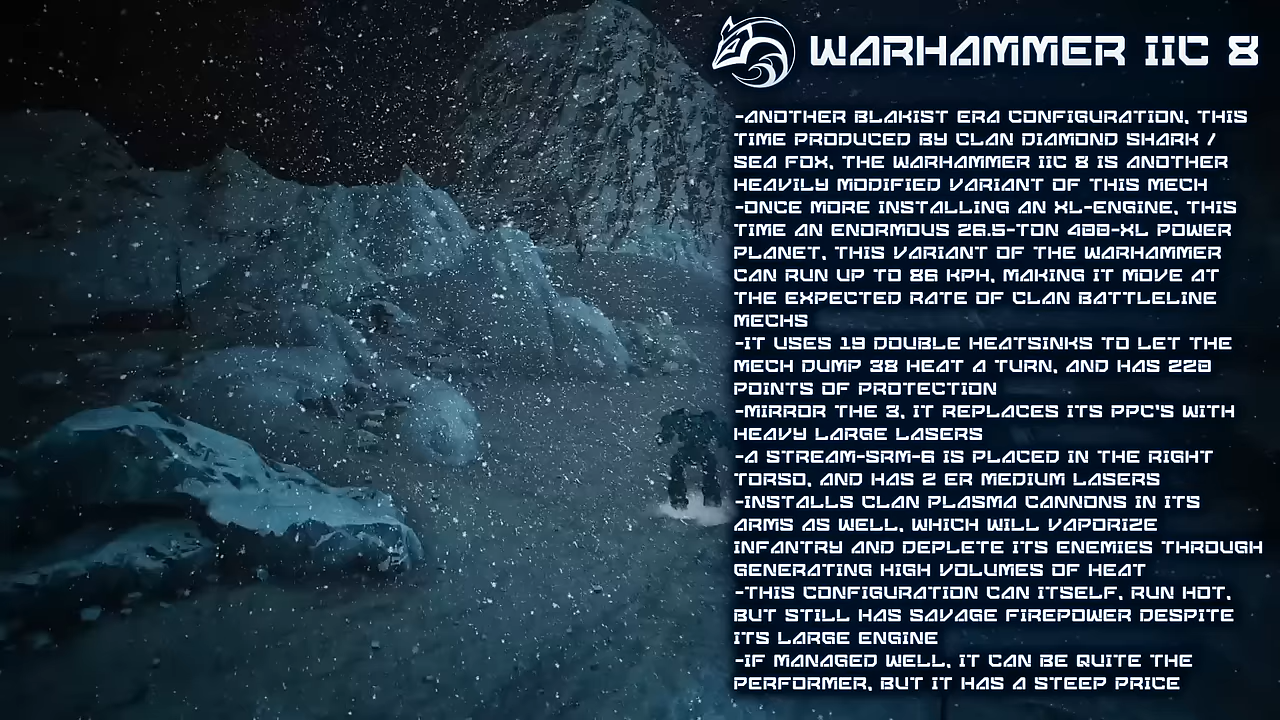 WARHAMMER IIC 8
-ANOTHER BLAKIST ERA CONFIGURATION, THIS
TIME PRODUCED BY CLAN DIAMOND SHARK /
SEA FOX, THE WARHAMMER IIC 8 IS ANOTHER
HEAVILY MODIFIED VARIANT OF THIS MECH
-ONCE MORE INSTALLING AN XL-ENGINE, THIS
TIME AN ENORMOUS 26.5-TON 400-XL POWER
PLANET, THIS VARIANT OF THE WARHAMMER
CAN RUN UP TO 86 KPH, MAKING IT MOVE AT
THE EXPECTED RATE OF CLAN BATTLELINE
MECHS
-IT USES 19 DOUBLE HEATSINKS TO LET THE
MECH DUMP 38 HEAT A TURN, AND HAS 220
POINTS OF PROTECTION
-MIRROR THE 3, IT REPLACES ITS PPC'S WITH
HEAVY LARGE LASERS
-A STREAM-SRM-6 IS PLACED IN THE RIGHT
TORSO, AND HAS 2 ER MEDIUM LASERS
-INSTALLS CLAN PLASMA CANNONS IN ITS
ARMS AS WELL, WHICH WILL VAPORIZE
INFANTRY AND DEPLETE ITS ENEMIES THROUGH
GENERATING HIGH VOLUMES OF HEAT
-THIS CONFIGURATION CAN ITSELF, RUN HOT,
BUT STILL HAS SAVAGE FIREPOWER DESPITE
ITS LARGE ENGINE
-IF MANAGED WELL, IT CAN BE QUITE THE
PERFORMER, BUT IT HAS A STEEP PRICE